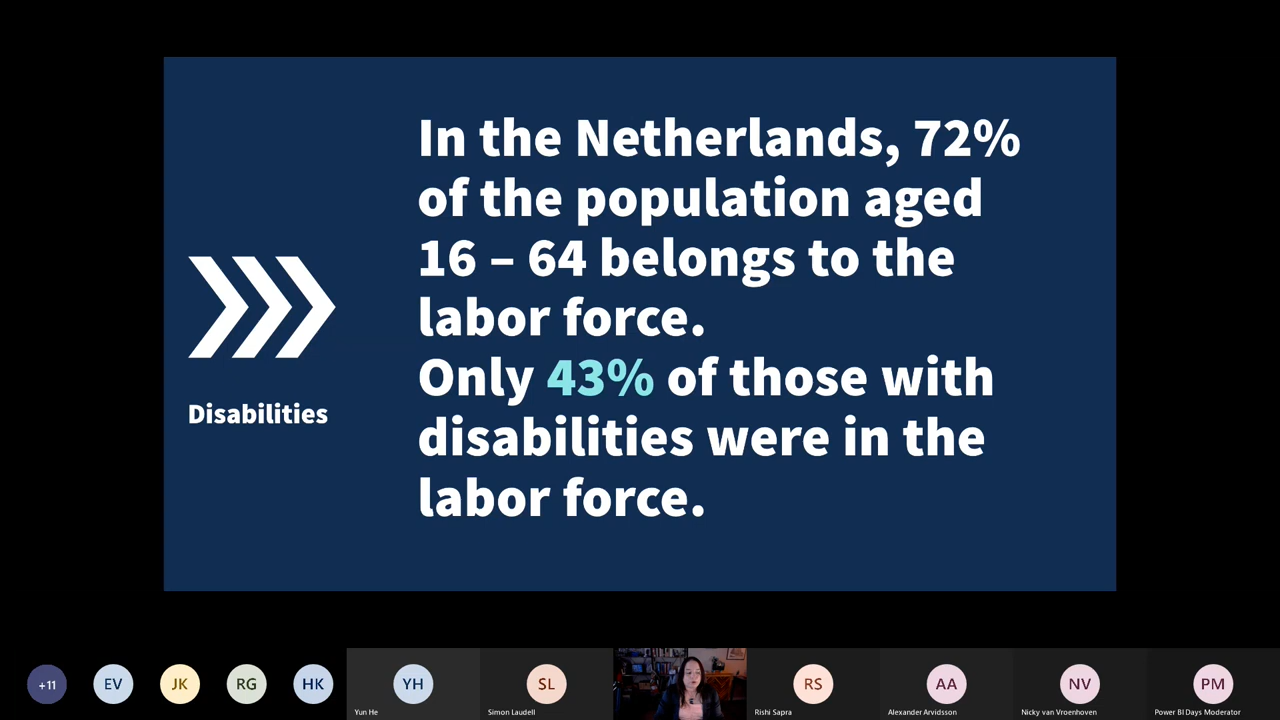 In the Netherlands, 72%
of the population aged
16 – 64 belongs to the
labor force.
Only 43% of those with
disabilities were in the
labor force.
Disabilities
+11
EV
JK
RG
HK
YH
SL
RS
AA
NV
PM
Yun He
Simon Laudell
Rishi Sapra
Alexander Arvidsson
Nicky van Vroenhoven
Power BI Days Moderator